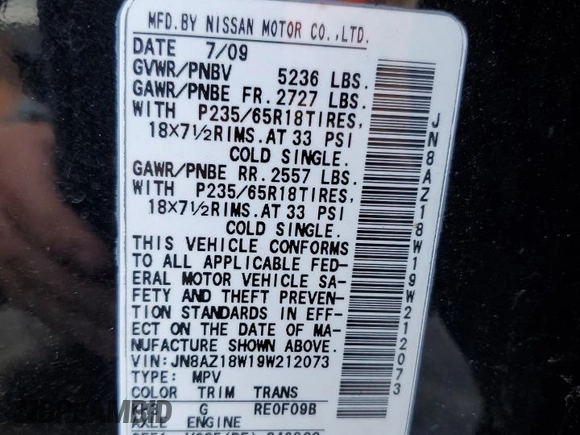 MFD.BY NISSAN MOTOR CO.,LTD.
DATE 7/09
GVWR/PNBV 5236 LBS.
GAWR/PNBE FR. 2727 LBS.
WITH P235/65R18TIRES,
18×7½RIMS.AT 33 PSI
COLD SINGLE.
GAWR/PNBE RR. 2557 LBS.
WITH P235/65R18TIRES,
18×7½RIMS.AT 33 PSI
COLD SINGLE.
THIS VEHICLE CONFORMS
TO ALL APPLICABLE FED-
ERAL MOTOR VEHICLE SA-
FETY AND THEFT PREVEN-
TION STANDARDS IN EFF-
ECT ON THE DATE OF MA-
NUFACTURE SHOWN ABOVE.
VIN: JN8AZ18W19W212073
TYPE: MPV
COLOR TRIM TRANS
G RE0F09B
AXLE ENGINE
JN8AZ18W19W212073